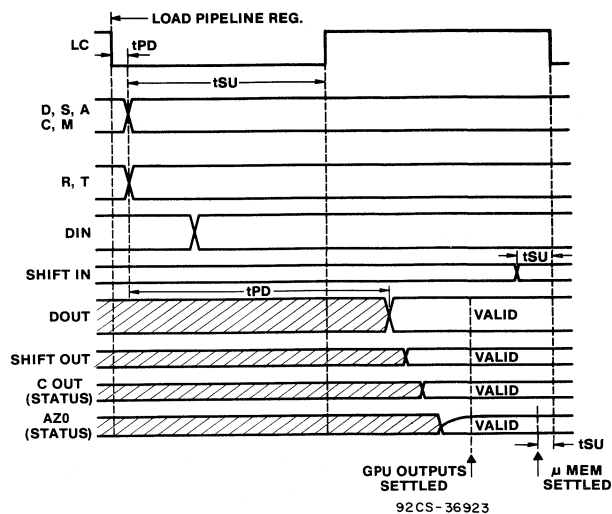 LOAD PIPELINE REG.
LC
tPD
tSU
D, S, A
C, M
R, T
DIN
tSU
SHIFT IN
tPD
DOUT
VALID
SHIFT OUT
VALID
C OUT
(STATUS)
VALID
AZ0
(STATUS)
VALID
tSU
GPU OUTPUTS
SETTLED
μ MEM
SETTLED
92CS-36923